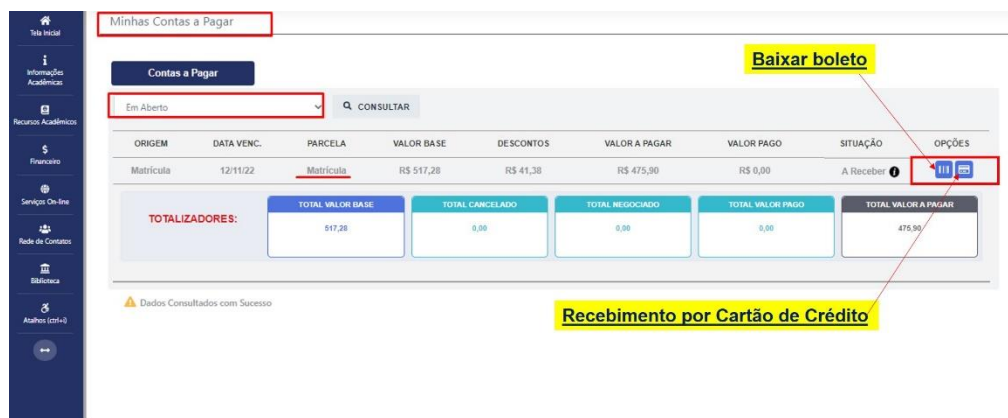 Tela Inicial
Informações
Acadêmicas
Recursos Acadêmicos
Financeiro
Serviços On-line
Rede de Contatos
Biblioteca
Atalhos (ctrl+i)
Minhas Contas a Pagar
Baixar boleto
Contas a Pagar
Em Aberto
CONSULTAR
ORIGEM DATA VENC. PARCELA VALOR BASE DESCONTOS VALOR A PAGAR VALOR PAGO SITUAÇÃO OPÇÕES
Matrícula 12/11/22 Matrícula R$ 517,28 R$ 41,38 R$ 475,90 R$ 0,00 A Receber
TOTALIZADORES:
TOTAL VALOR BASE TOTAL CANCELADO TOTAL NEGOCIADO TOTAL VALOR PAGO TOTAL VALOR A PAGAR
517,28 0,00 0,00 0,00 475,90
Dados Consultados com Sucesso
Recebimento por Cartão de Crédito